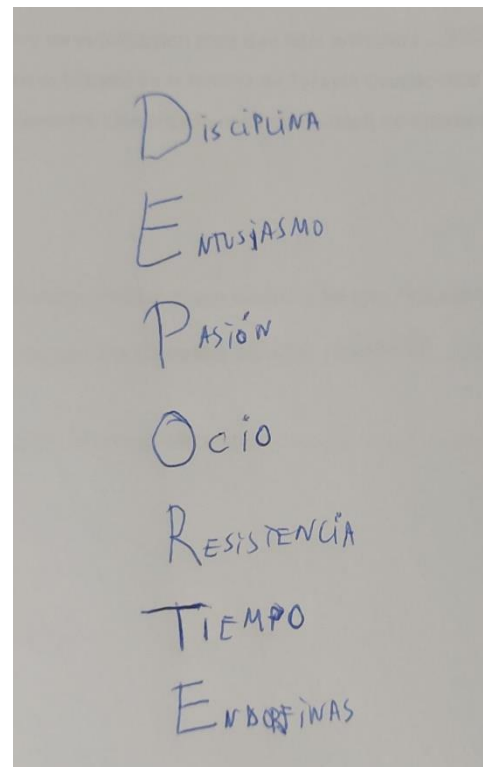 DisciPLiNA
ENTUSiASMO
PASiÓN
OciO
RESiSTENCiA
TiEMPO
ENDORFiNAS